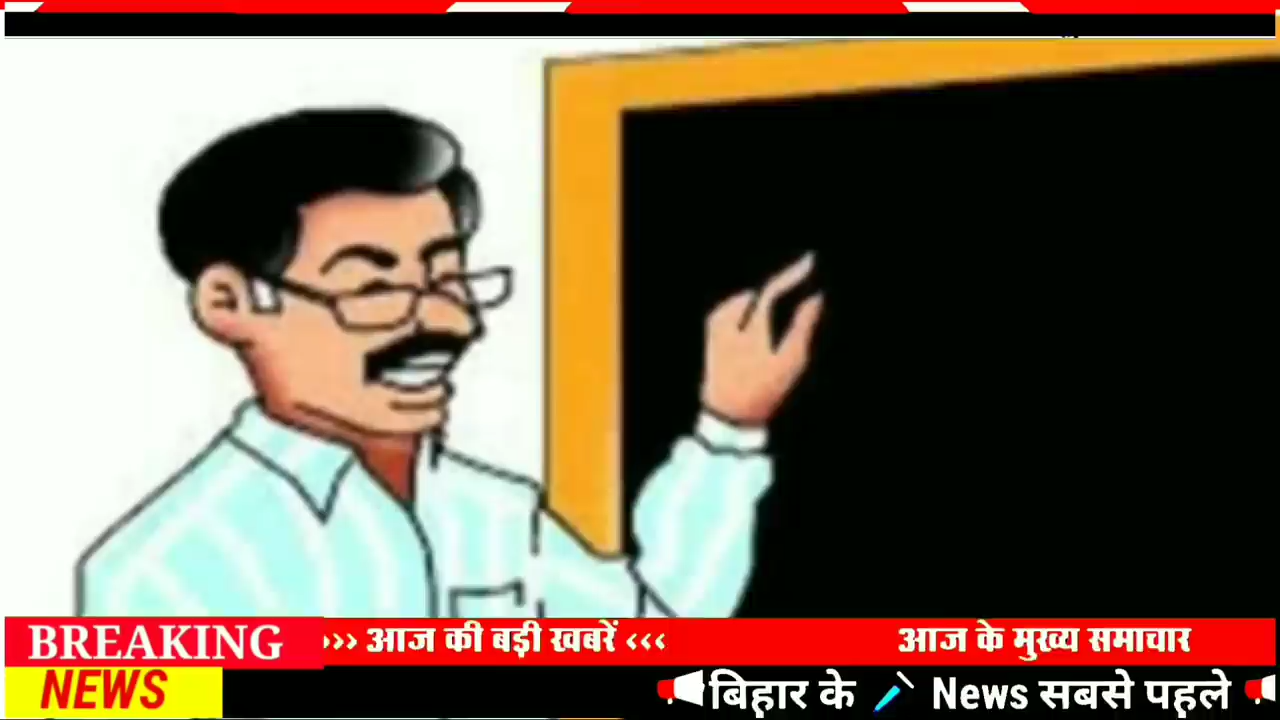 BREAKING ››› आज की बड़ी खबरें ‹‹‹ आज के मुख्य समाचार
NEWS बिहार के News सबसे पहले